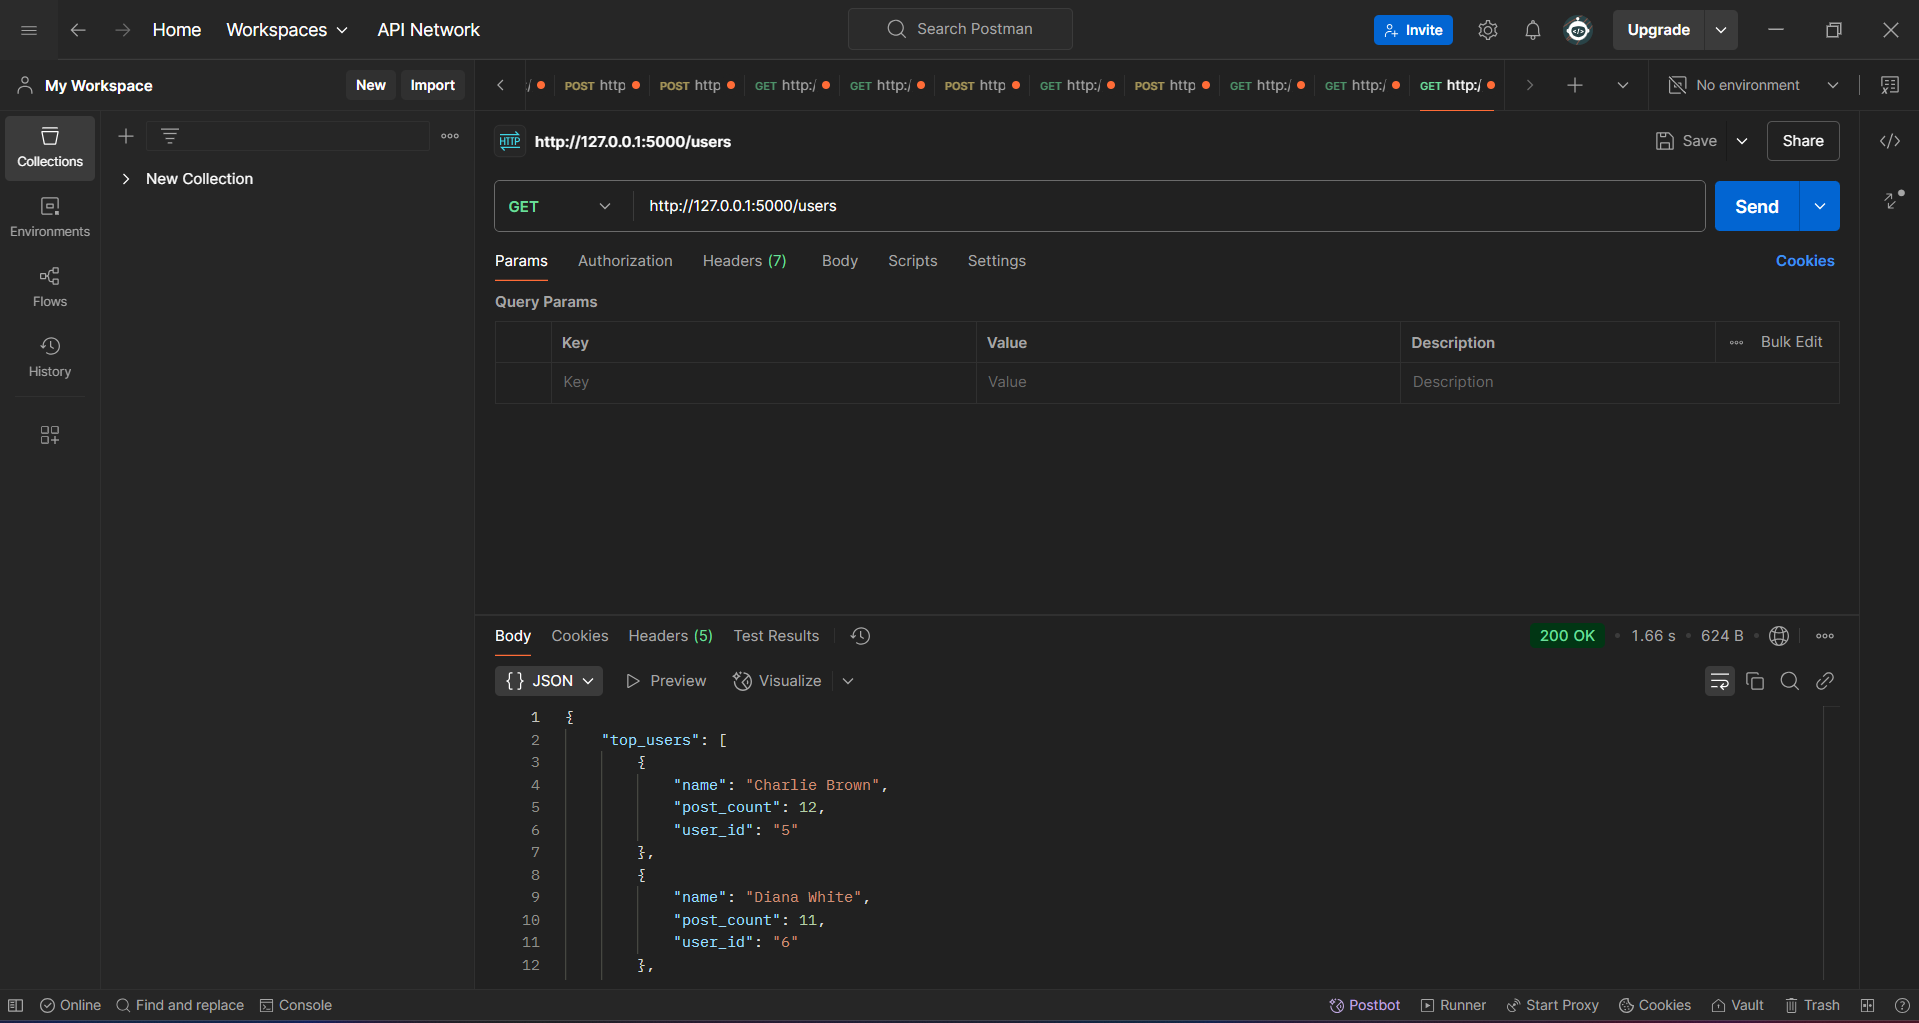 Home Workspaces API Network Search Postman Invite Upgrade
My Workspace New Import
/ POST http POST http GET http:/ GET http:/ POST http GET http:/ POST http GET http:/ GET http:/ GET http:/ No environment
Collections
Environments
Flows
History
New Collection
HTTP http://127.0.0.1:5000/users Save Share
GET http://127.0.0.1:5000/users Send
Params Authorization Headers (7) Body Scripts Settings Cookies
Query Params
Key Value Description Bulk Edit
Key Value Description
Body Cookies Headers (5) Test Results 200 OK • 1.66 s • 624 B •
{} JSON Preview Visualize
1 {
2 "top_users": [
3 {
4 "name": "Charlie Brown",
5 "post_count": 12,
6 "user_id": "5"
7 },
8 {
9 "name": "Diana White",
10 "post_count": 11,
11 "user_id": "6"
12 },
Online Find and replace Console Postbot Runner Start Proxy Cookies Vault Trash